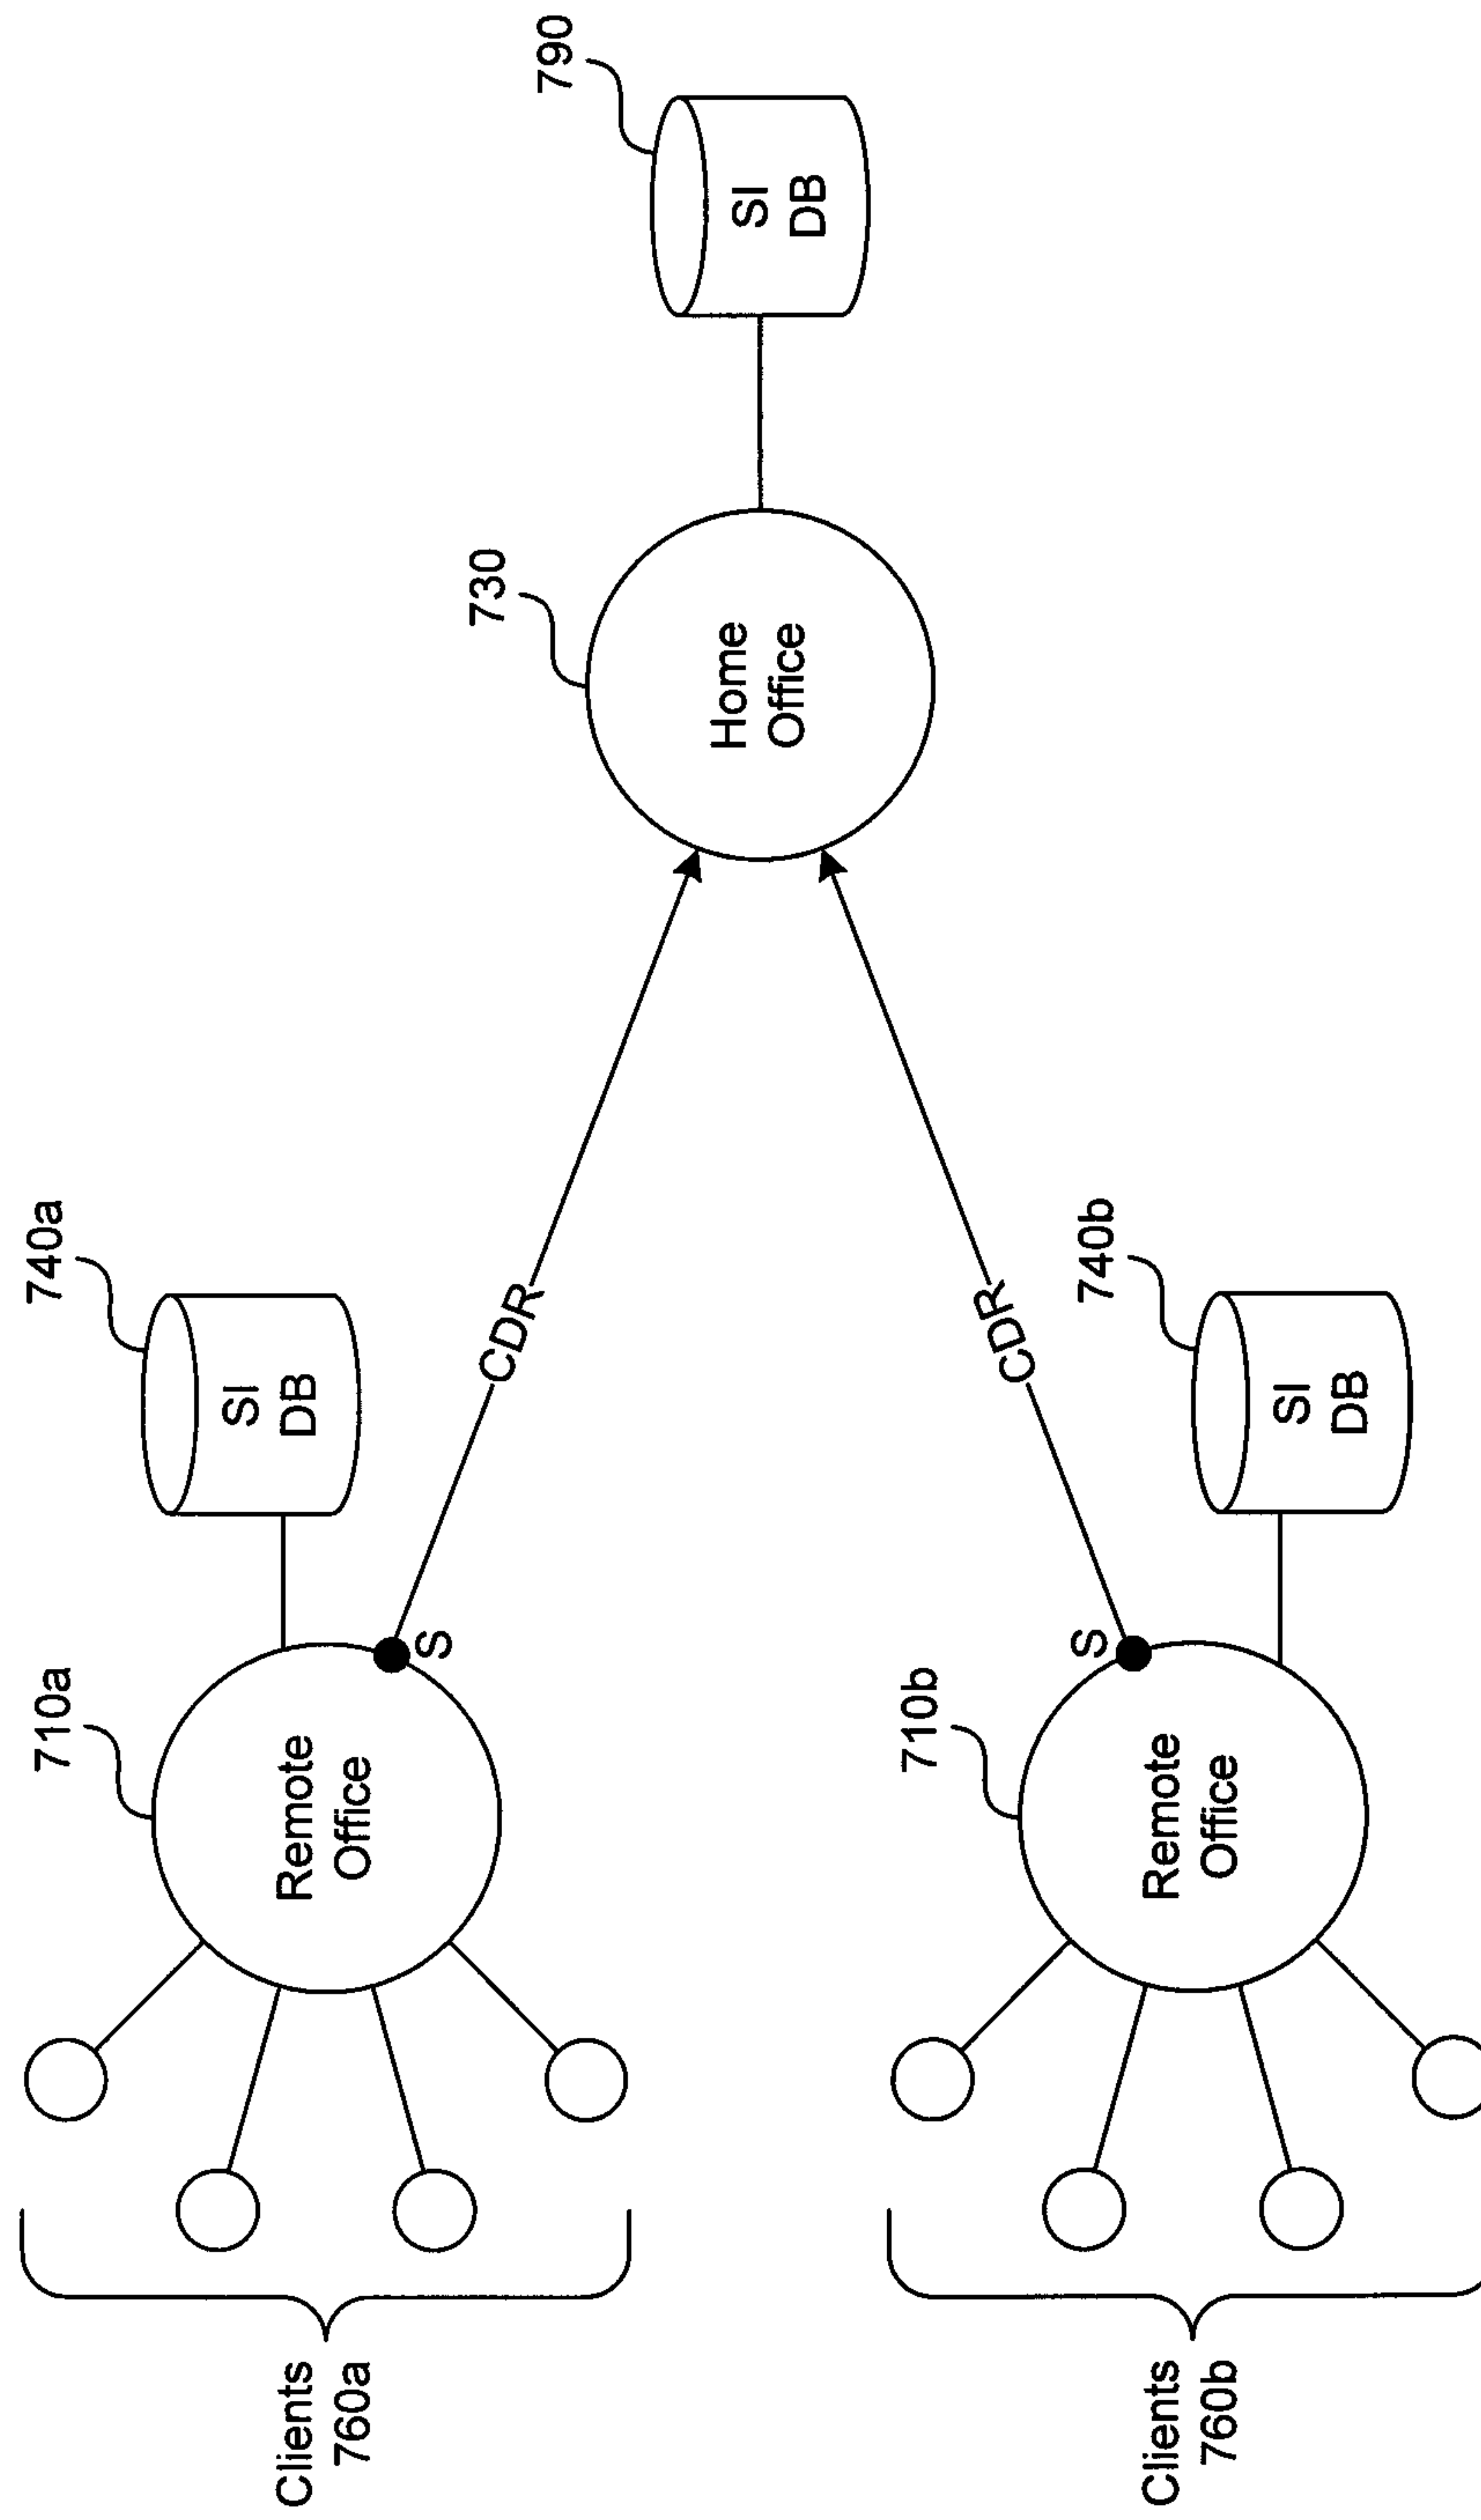 Clients
760a
710a
Remote
Office
S
740a
SI
DB
CDR
730
Home
Office
790
SI
DB
Clients
760b
710b
Remote
Office
S
740b
SI
DB
CDR